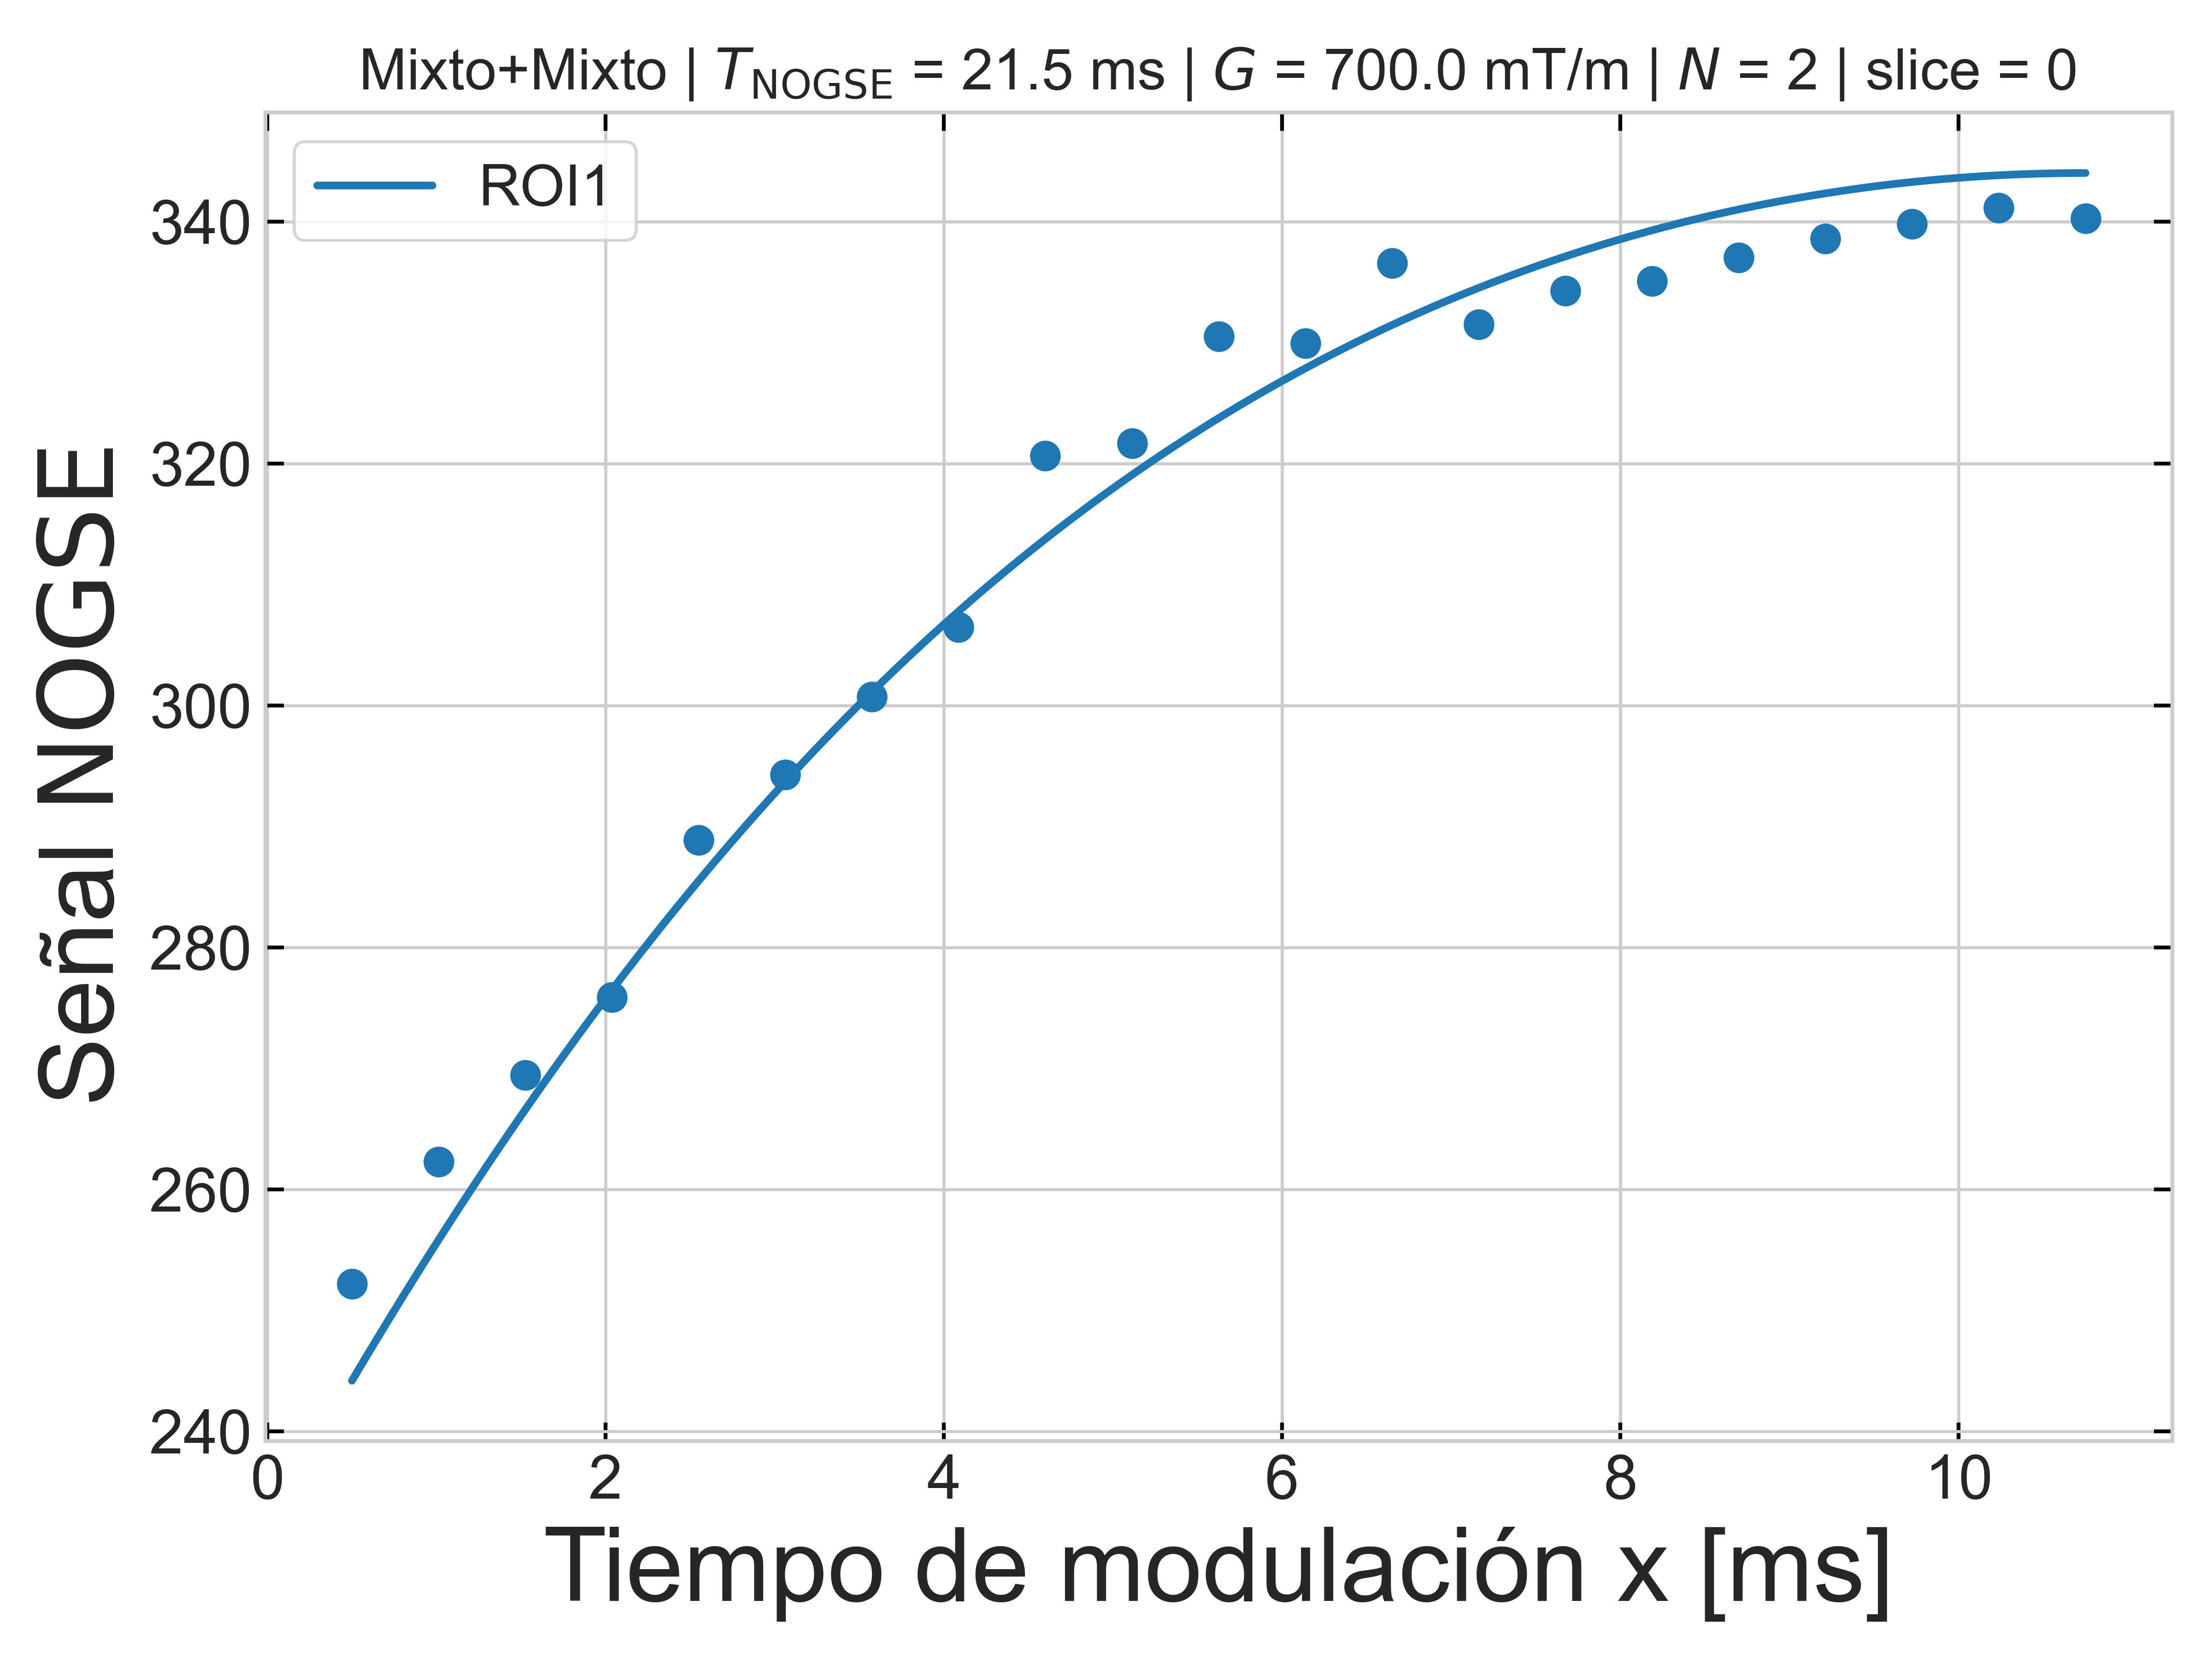 Mixto+Mixto | T_NOGSE = 21.5 ms | G = 700.0 mT/m | N = 2 | slice = 0
ROI1
Señal NOGSE
340
320
300
280
260
240
0 2 4 6 8 10
Tiempo de modulación x [ms]